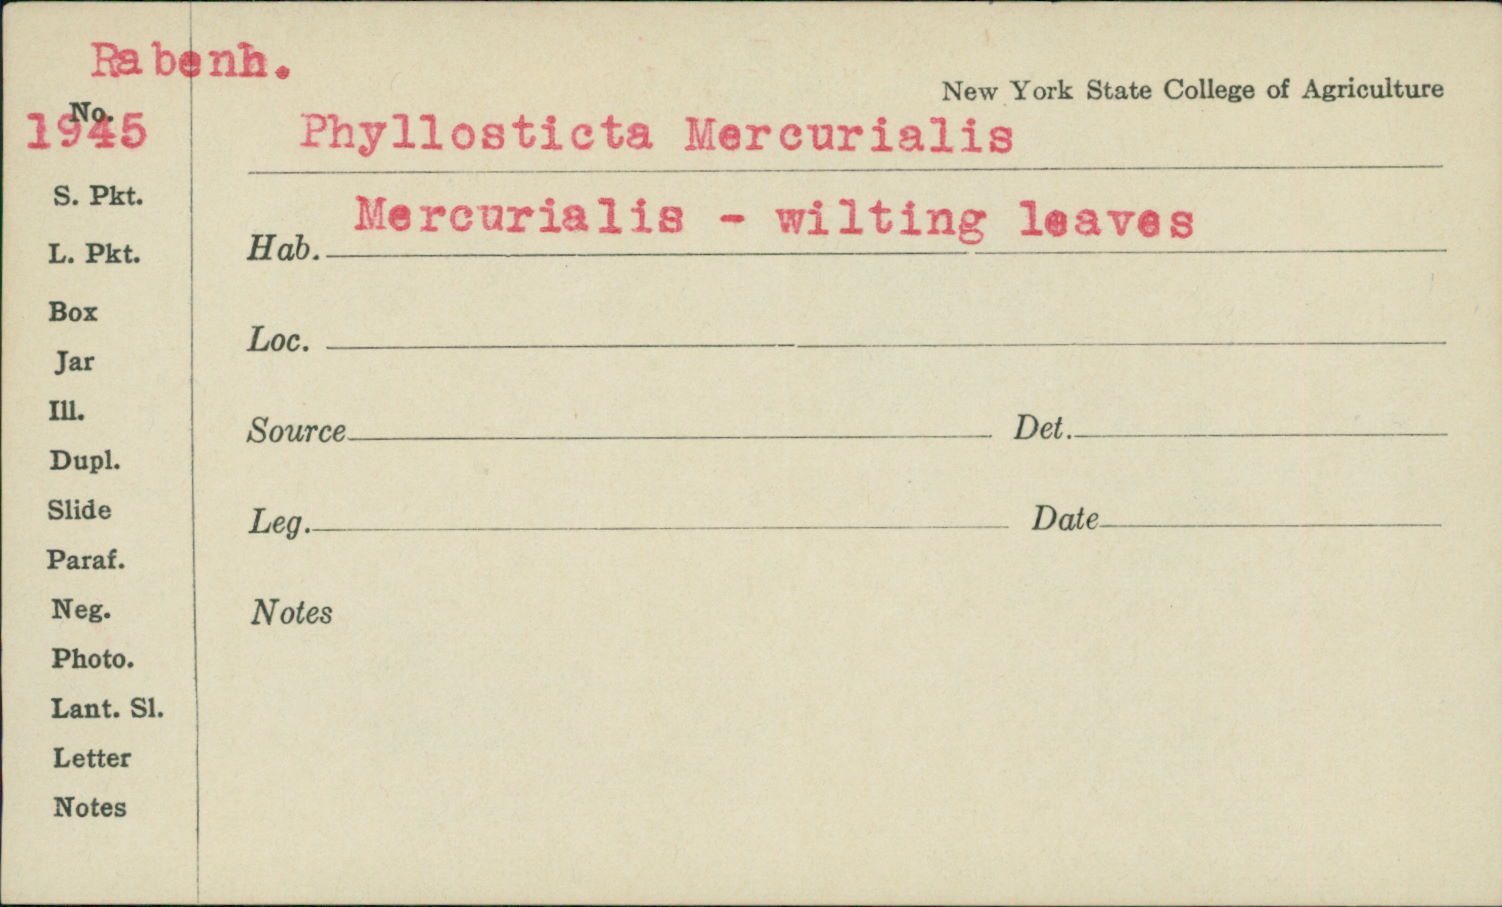 Rabenh.
New York State College of Agriculture
No.
1945
Phyllosticta Mercurialis
S. Pkt.
Mercurialis - wilting leaves
Hab.
L. Pkt.
Box
Loc.
Jar
Ill.
Source
Det.
Dupl.
Slide
Leg.
Date
Paraf.
Neg.
Notes
Photo.
Lant. Sl.
Letter
Notes